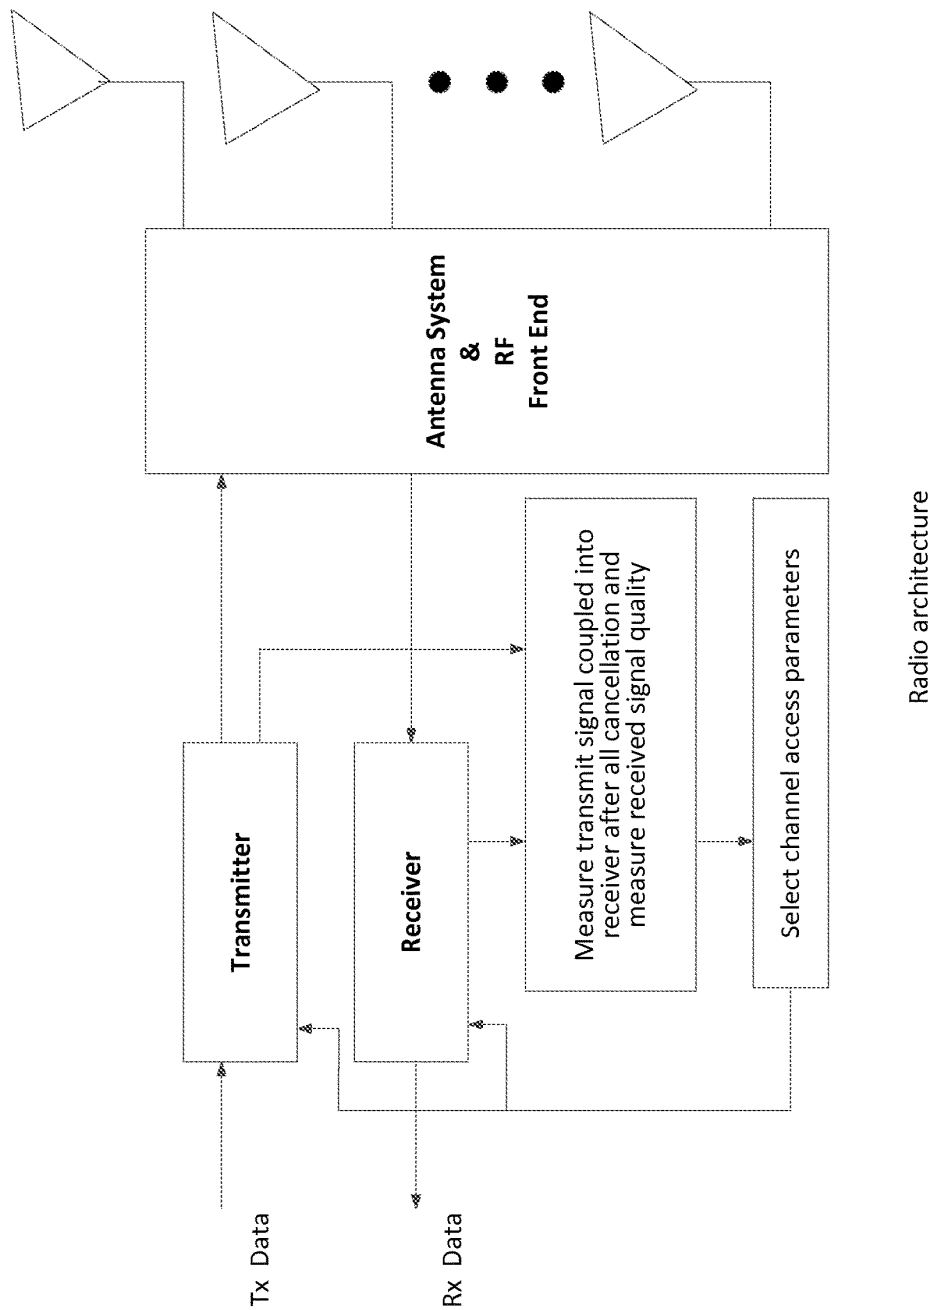 Tx Data
Transmitter
Rx Data
Receiver
Antenna System
&
RF
Front End
Measure transmit signal coupled into
receiver after all cancellation and
measure received signal quality
Select channel access parameters
Radio architecture